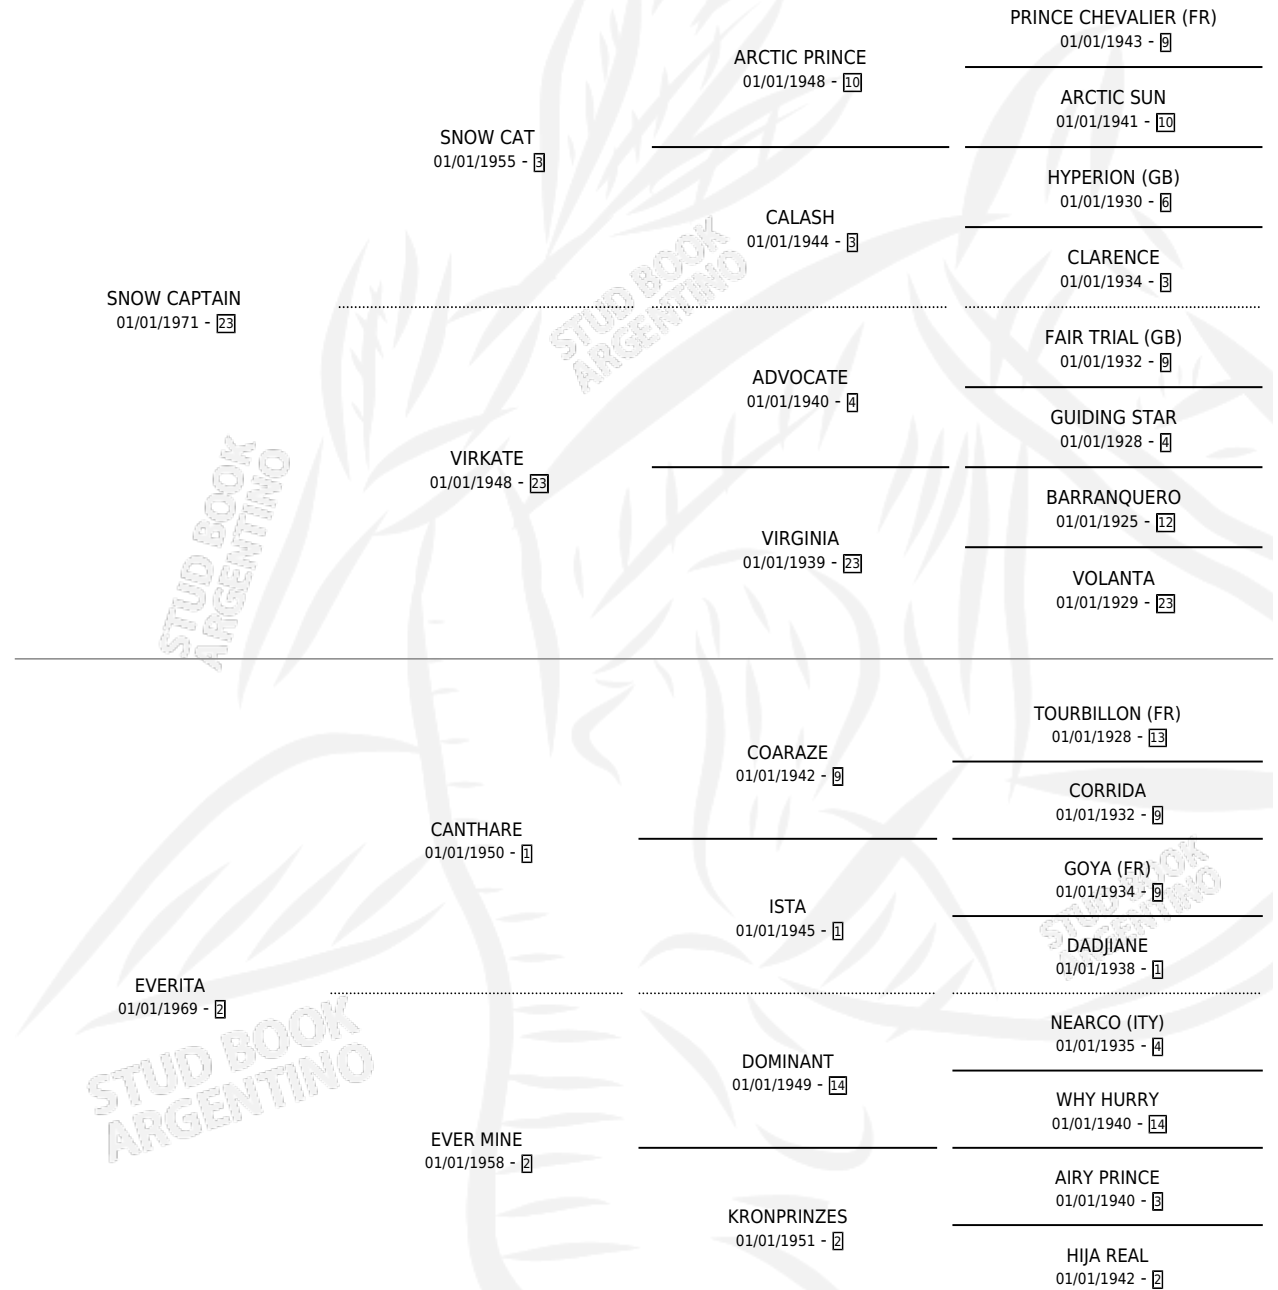 PRINCE CHEVALIER (FR)
01/01/1943 - 9
ARCTIC PRINCE
01/01/1948 - 10
ARCTIC SUN
01/01/1941 - 10
SNOW CAT
01/01/1955 - 3
HYPERION (GB)
01/01/1930 - 6
CALASH
01/01/1944 - 3
CLARENCE
01/01/1934 - 3
SNOW CAPTAIN
01/01/1971 - 23
FAIR TRIAL (GB)
01/01/1932 - 9
ADVOCATE
01/01/1940 - 4
GUIDING STAR
01/01/1928 - 4
VIRKATE
01/01/1948 - 23
BARRANQUERO
01/01/1925 - 12
VIRGINIA
01/01/1939 - 23
VOLANTA
01/01/1929 - 23
TOURBILLON (FR)
01/01/1928 - 13
COARAZE
01/01/1942 - 9
CORRIDA
01/01/1932 - 9
CANTHARE
01/01/1950 - 1
GOYA (FR)
01/01/1934 - 9
ISTA
01/01/1945 - 1
DADJIANE
01/01/1938 - 1
EVERITA
01/01/1969 - 2
NEARCO (ITY)
01/01/1935 - 4
DOMINANT
01/01/1949 - 14
WHY HURRY
01/01/1940 - 14
EVER MINE
01/01/1958 - 2
AIRY PRINCE
01/01/1940 - 3
KRONPRINZES
01/01/1951 - 2
HIJA REAL
01/01/1942 - 2
STUD BOOK
ARGENTINO
STUD BOOK
ARGENTINO
STUD BOOK
ARGENTINO
STUD BOOK
ARGENTINO